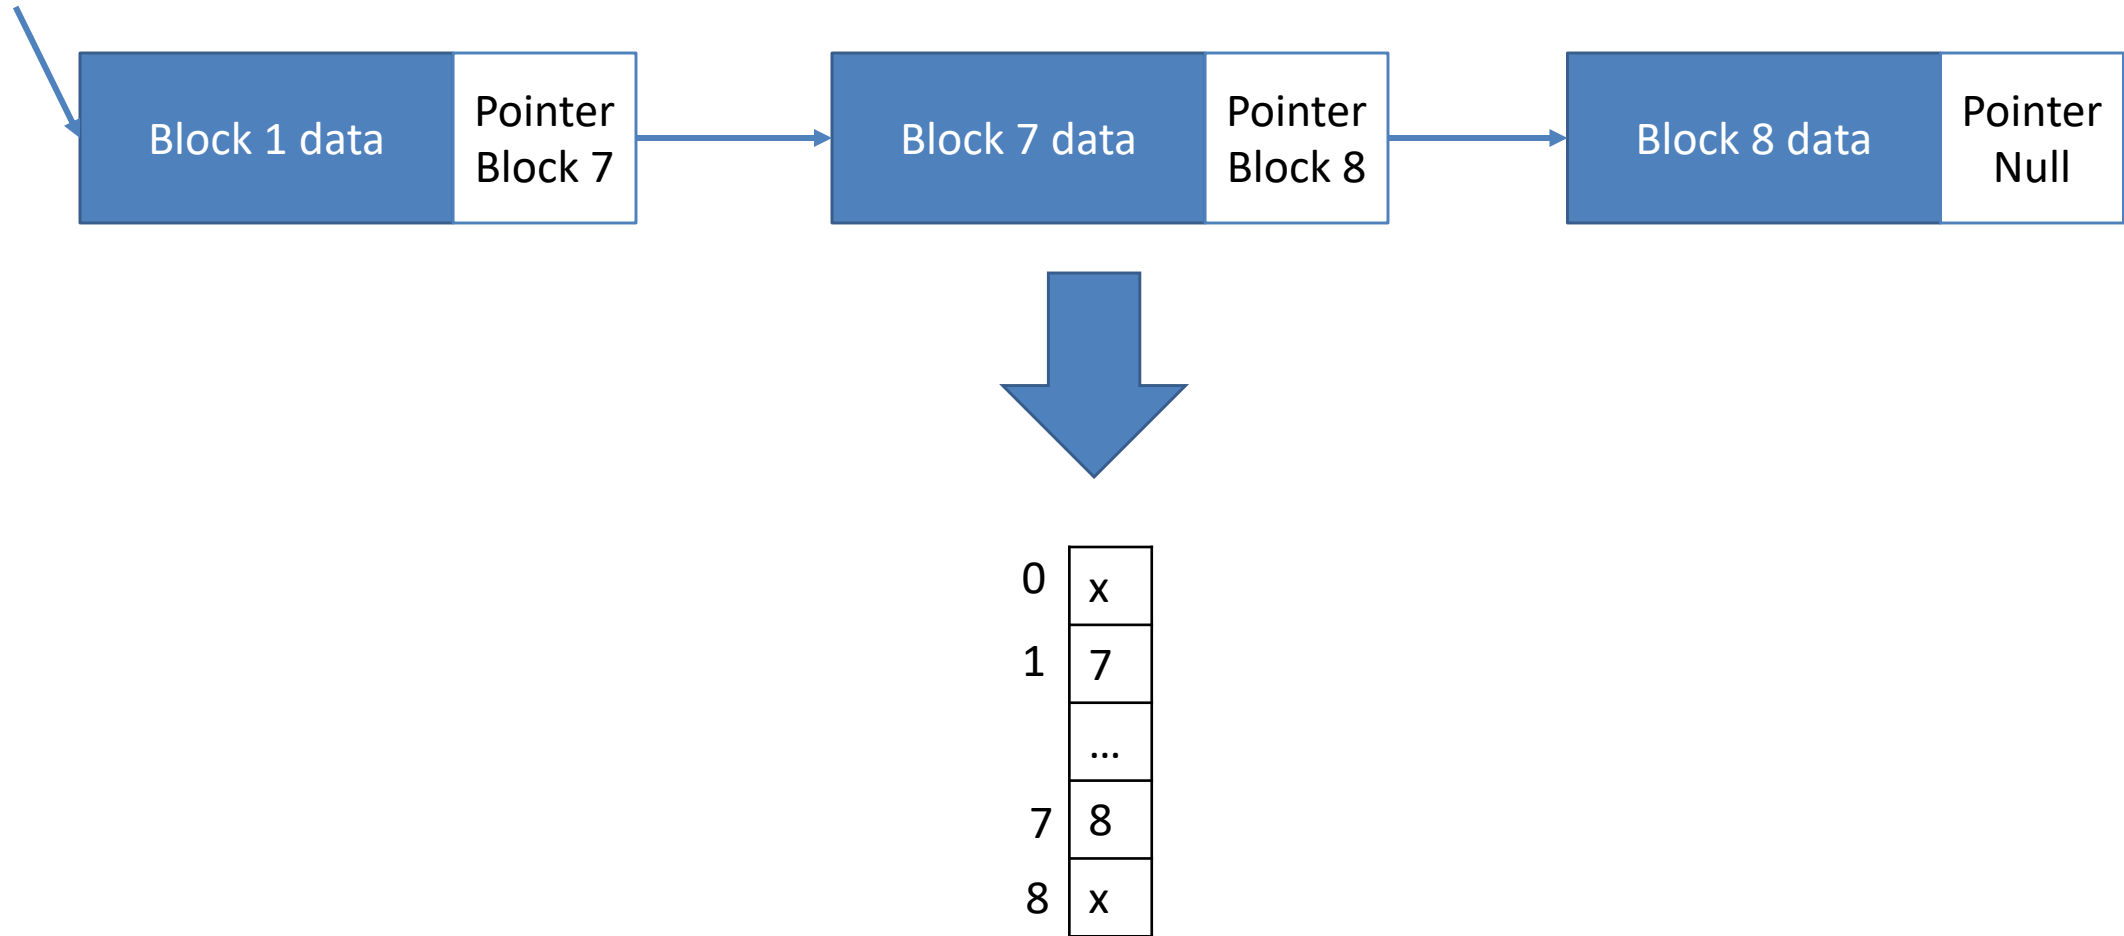 Block 1 data
Pointer
Block 7
Block 7 data
Pointer
Block 8
Block 8 data
Pointer
Null
0 x
1 7
...
7 8
8 x